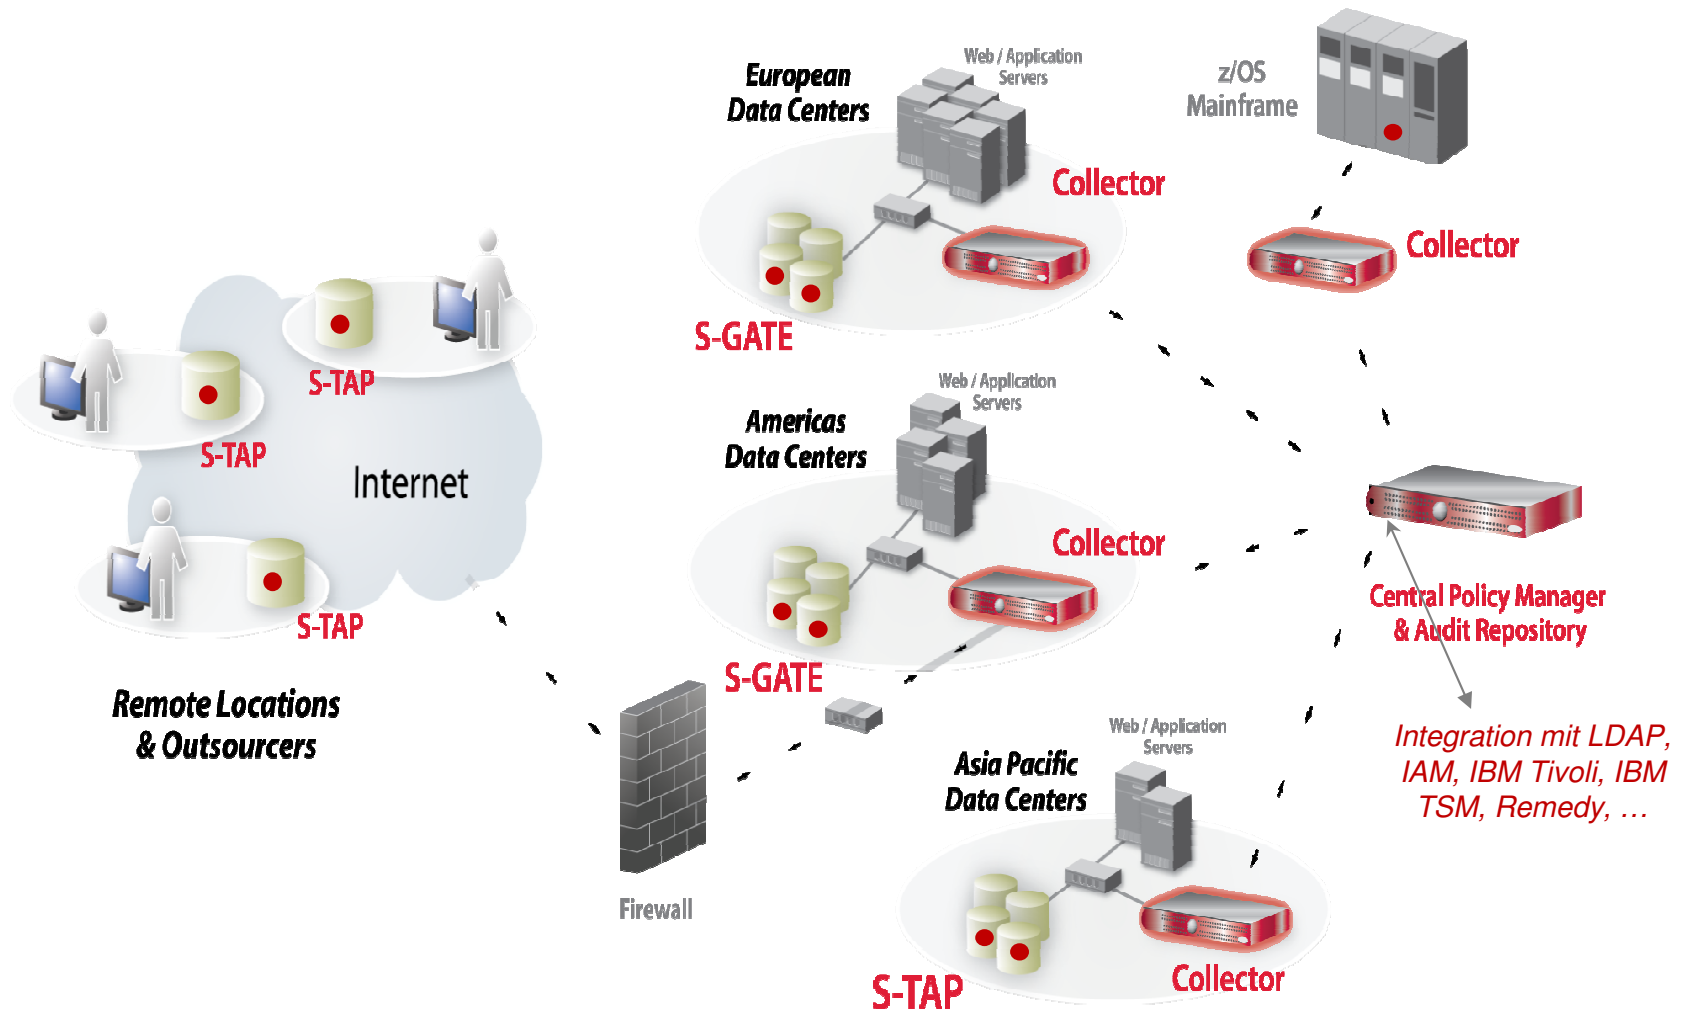 Web / Application
Servers
European
Data Centers
Collector
S-GATE
z/OS
Mainframe
Collector
S-TAP
S-TAP
Internet
S-TAP
Remote Locations
& Outsourcers
Web / Application
Servers
Americas
Data Centers
Collector
S-GATE
Firewall
Central Policy Manager
& Audit Repository
Integration mit LDAP,
IAM, IBM Tivoli, IBM
TSM, Remedy, …
Web / Application
Servers
Asia Pacific
Data Centers
Collector
S-TAP